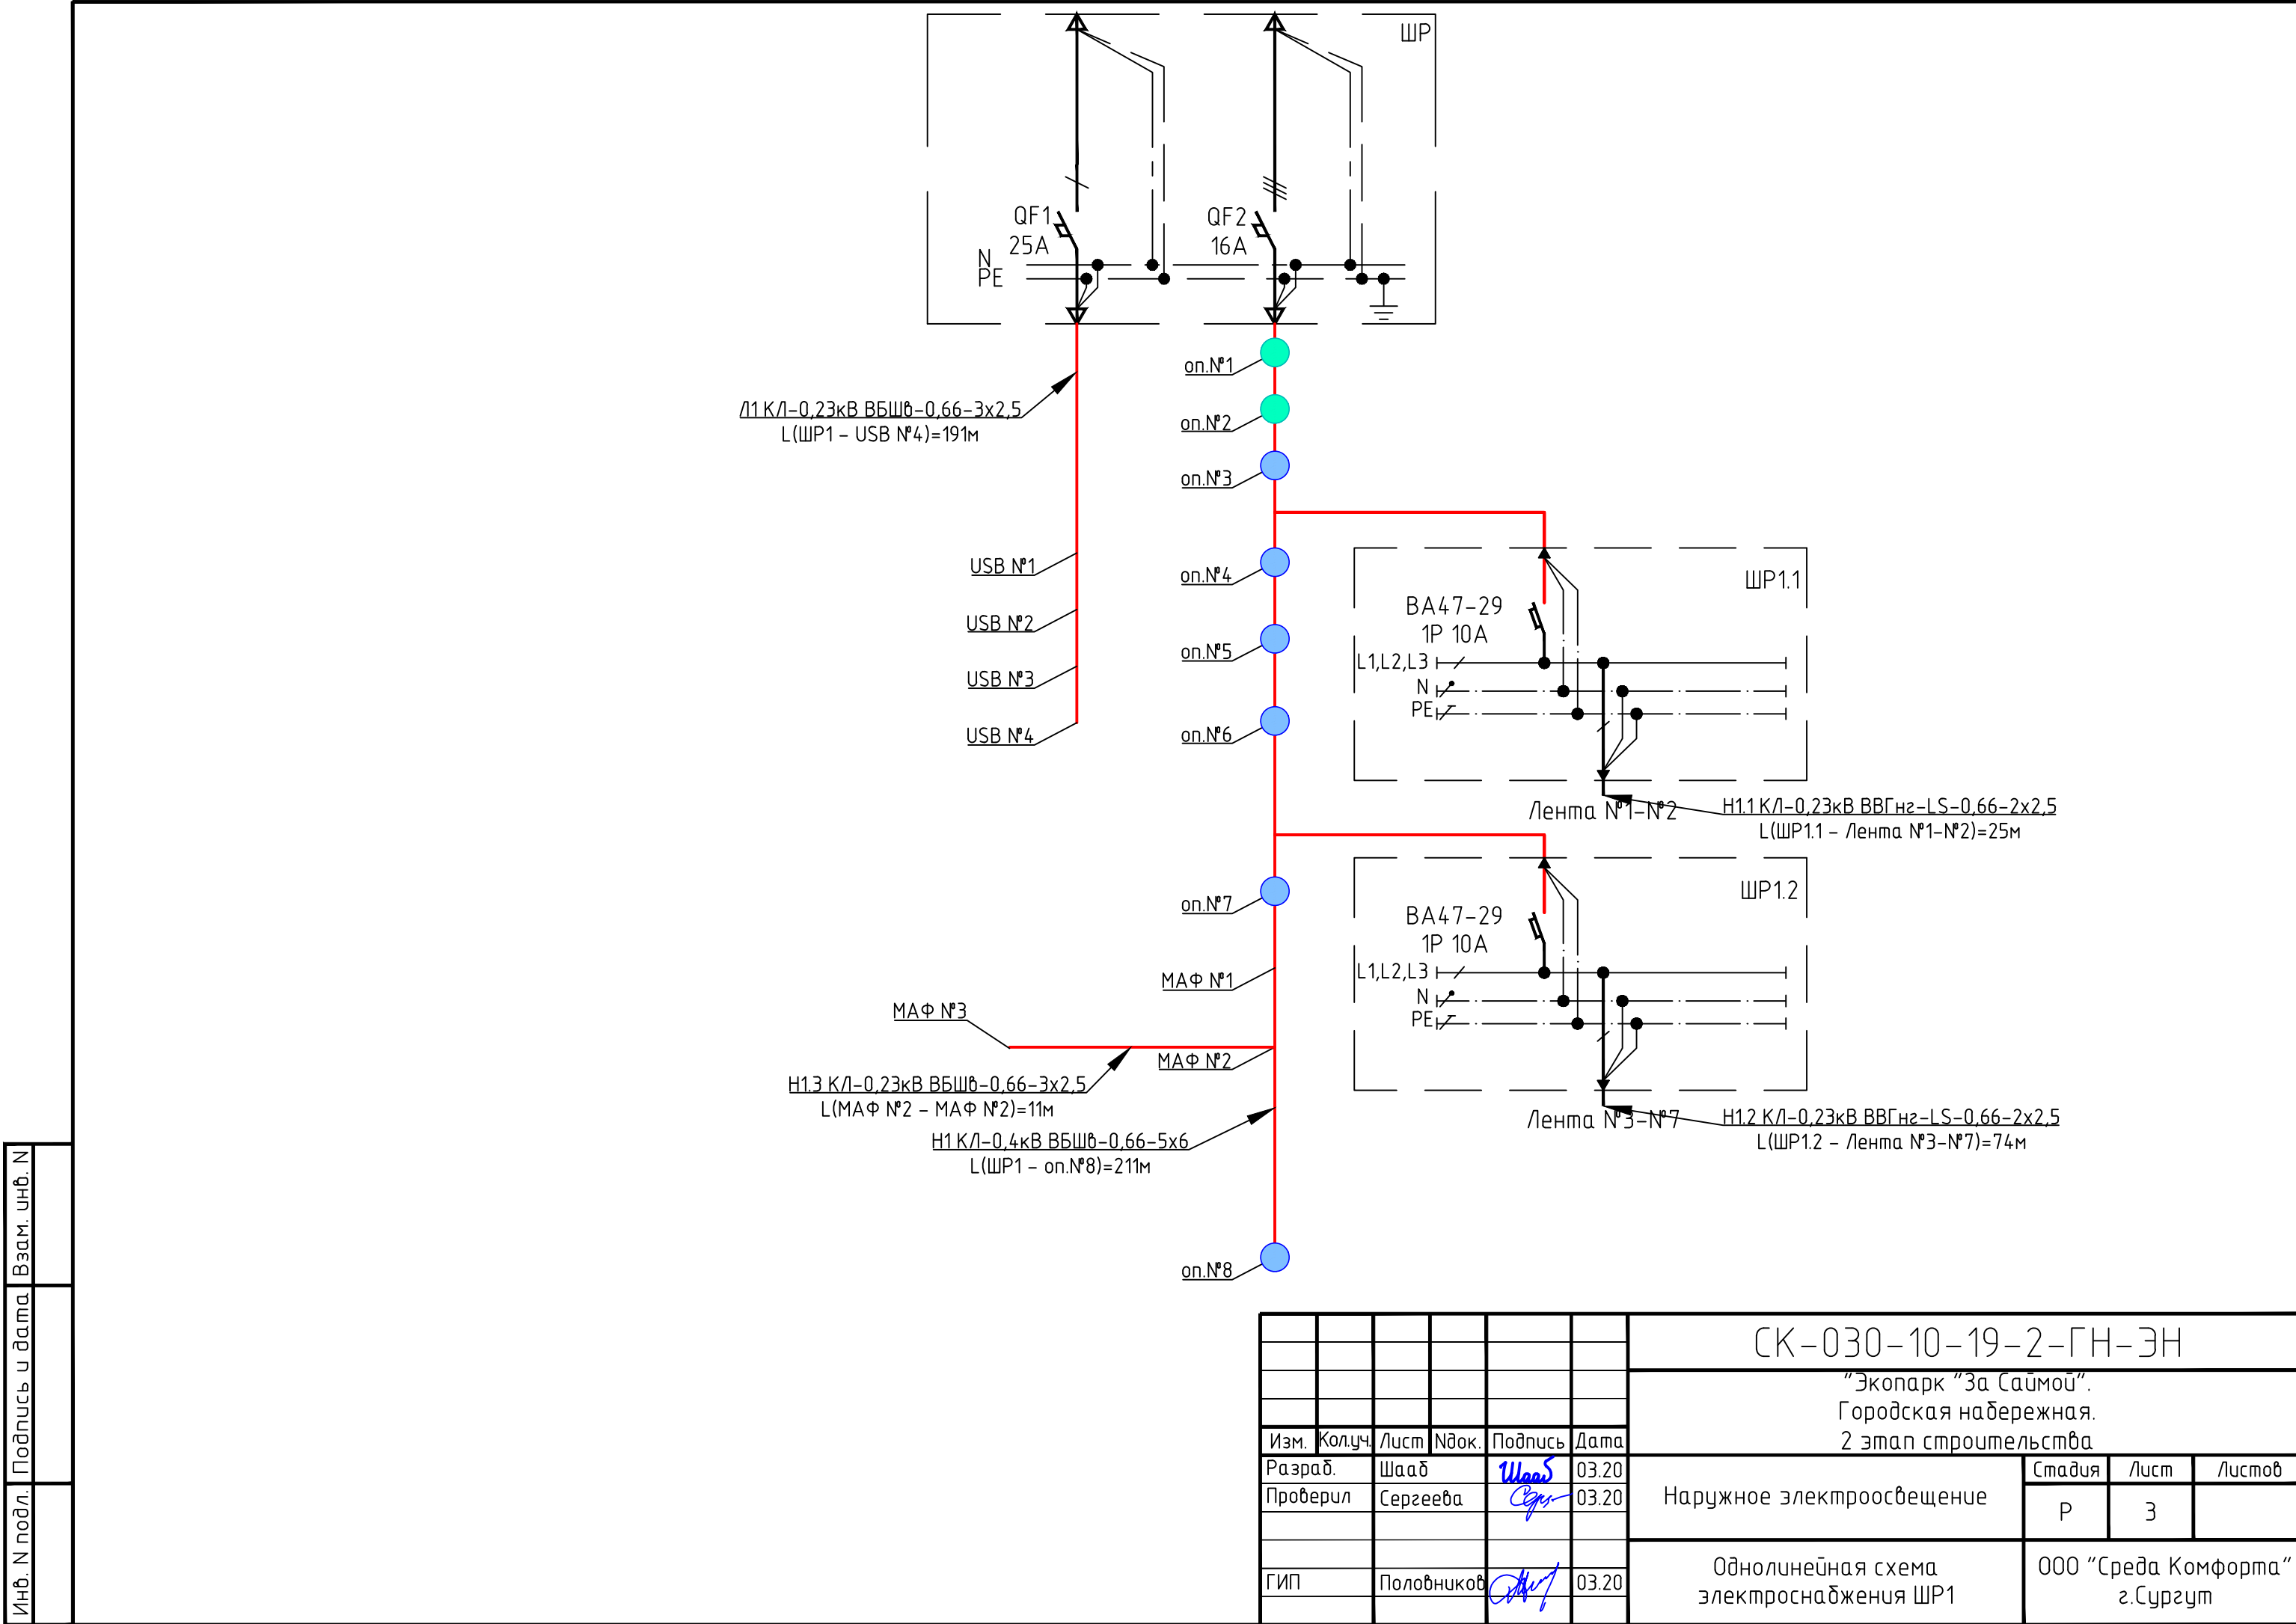 ШР
QF1
25А
QF2
16А
N
PE
оп.№1
Л1 КЛ-0,23кВ ВБШв-0,66-3х2,5
L(ШР1 - USB №4)=191м
оп.№2
оп.№3
USB №1
оп.№4
ШР1.1
ВА47-29
1P 10А
USB №2
оп.№5
L1,L2,L3
N
PE
USB №3
USB №4
оп.№6
Лента №1-№2
Н1.1 КЛ-0,23кВ ВВГнг-LS-0,66-2х2,5
L(ШР1.1 - Лента №1-№2)=25м
оп.№7
ШР1.2
ВА47-29
1P 10А
L1,L2,L3
N
PE
МАФ №1
МАФ №3
МАФ №2
Н1.3 КЛ-0,23кВ ВБШв-0,66-3х2,5
L(МАФ №2 - МАФ №2)=11м
Н1 КЛ-0,4кВ ВБШв-0,66-5х6
L(ШР1 - оп.№8)=211м
Лента №3-№7
Н1.2 КЛ-0,23кВ ВВГнг-LS-0,66-2х2,5
L(ШР1.2 - Лента №3-№7)=74м
оп.№8
Взам. инв. N
Подпись и дата
Инв. N подл.
СК-030-10-19-2-ГН-ЭН
"Экопарк "За Саймой".
Городская набережная.
2 этап строительства
Изм. Кол.уч. Лист Nдок. Подпись Дата
Разраб. Шааб Шааб 03.20
Проверил Сергеева 03.20
ГИП Половников 03.20
Наружное электроосвещение
Стадия Лист Листов
Р 3
Однолинейная схема
электроснабжения ШР1
ООО "Среда Комфорта"
г.Сургут